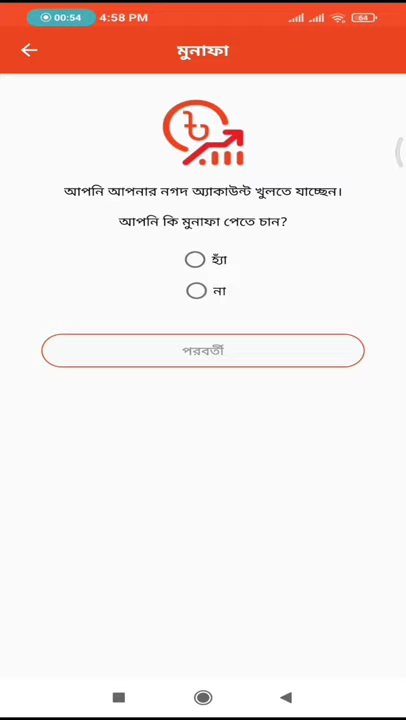 00:54 4:58 PM 64
মুনাফা
৳
আপনি আপনার নগদ অ্যাকাউন্ট খুলতে যাচ্ছেন।
আপনি কি মুনাফা পেতে চান?
হ্যাঁ
না
পরবর্তী